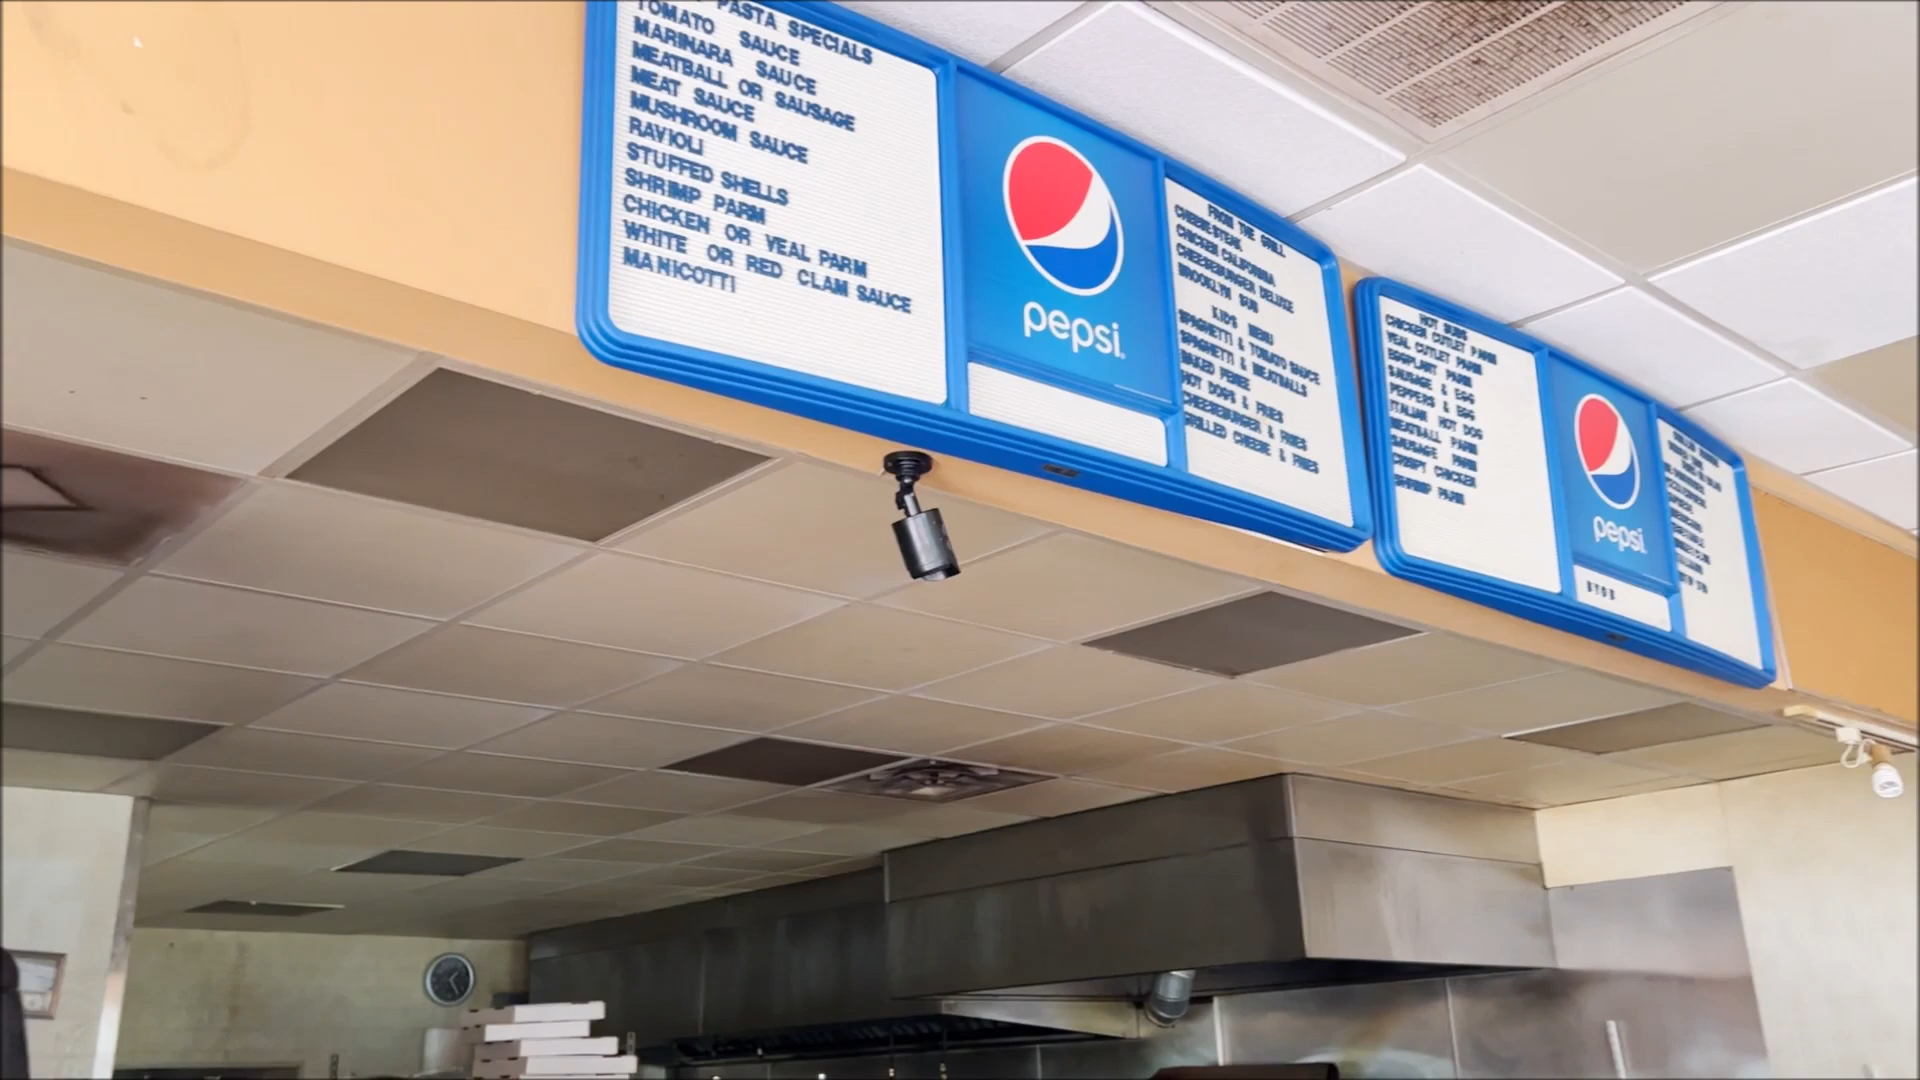 PASTA SPECIALS
TOMATO SAUCE
MARINARA SAUCE
MEATBALL OR SAUSAGE
MEAT SAUCE
MUSHROOM SAUCE
RAVIOLI
STUFFED SHELLS
SHRIMP PARM
CHICKEN OR VEAL PARM
WHITE OR RED CLAM SAUCE
MANICOTTI
pepsi
FROM THE GRILL
CHEESESTEAK
CHICKEN CALIFORNIA
CHEESEBURGER DELUXE
BROOKLYN SUB
KID'S MENU
SPAGHETTI & TOMATO SAUCE
SPAGHETTI & MEATBALLS
BAKED PENNE
HOT DOGS & FRIES
CHEESEBURGER & FRIES
GRILLED CHEESE & FRIES
HOT SUBS
CHICKEN CUTLET PARM
VEAL CUTLET PARM
EGGPLANT PARM
SAUSAGE & EGG
PEPPERS & EGG
ITALIAN HOT DOG
MEATBALL PARM
SAUSAGE PARM
CRISPY CHICKEN
SHRIMP PARM
pepsi
BYOB